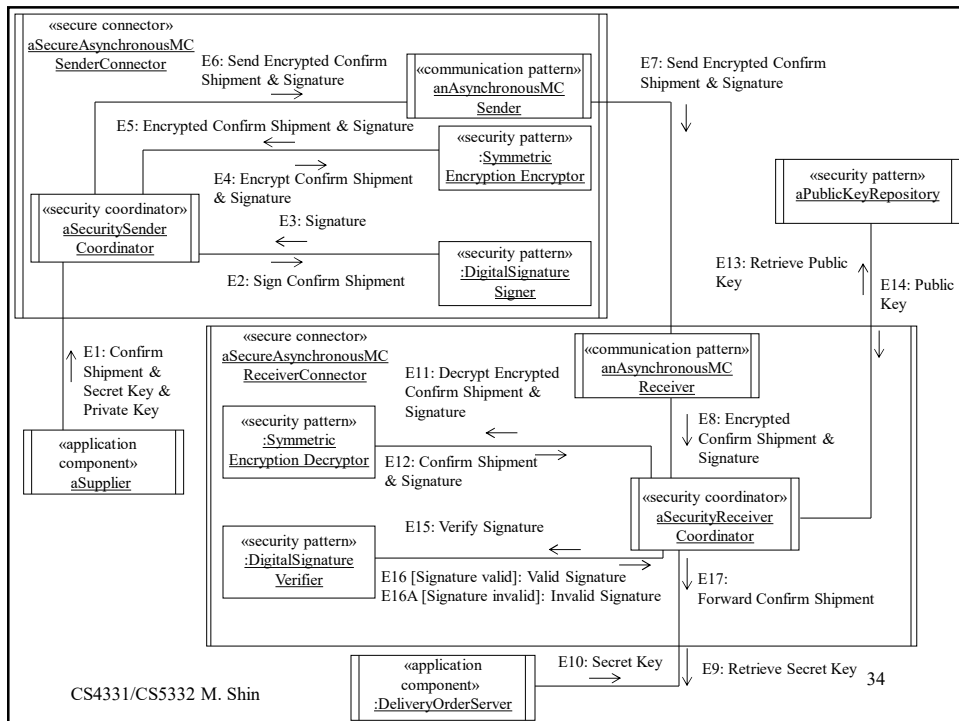 «secure connector»
aSecureAsynchronousMC
SenderConnector
E6: Send Encrypted Confirm
Shipment & Signature
«communication pattern»
anAsynchronousMC
Sender
E7: Send Encrypted Confirm
Shipment & Signature
E5: Encrypted Confirm Shipment & Signature
«security pattern»
:Symmetric
Encryption Encryptor
E4: Encrypt Confirm Shipment
& Signature
«security pattern»
aPublicKeyRepository
«security coordinator»
aSecuritySender
Coordinator
E3: Signature
E2: Sign Confirm Shipment
«security pattern»
:DigitalSignature
Signer
E13: Retrieve Public
Key
E14: Public
Key
E1: Confirm
Shipment &
Secret Key &
Private Key
«secure connector»
aSecureAsynchronousMC
ReceiverConnector
«communication pattern»
anAsynchronousMC
Receiver
E11: Decrypt Encrypted
Confirm Shipment &
Signature
«security pattern»
:Symmetric
Encryption Decryptor
E8: Encrypted
Confirm Shipment &
Signature
E12: Confirm Shipment
& Signature
«application
component»
aSupplier
«security coordinator»
aSecurityReceiver
Coordinator
E15: Verify Signature
«security pattern»
:DigitalSignature
Verifier
E16 [Signature valid]: Valid Signature
E16A [Signature invalid]: Invalid Signature
E17:
Forward Confirm Shipment
E10: Secret Key
E9: Retrieve Secret Key
«application
component»
:DeliveryOrderServer
CS4331/CS5332 M. Shin
34